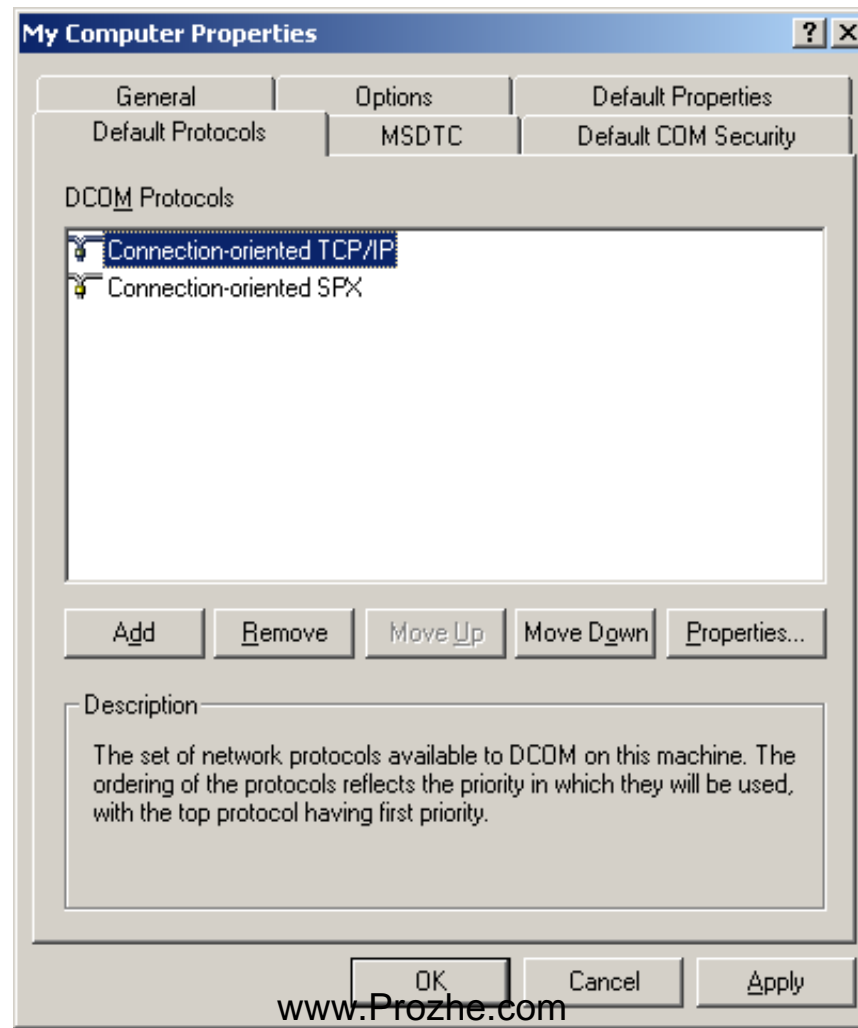 My Computer Properties
General Options Default Properties
Default Protocols MSDTC Default COM Security
DCOM Protocols
Connection-oriented TCP/IP
Connection-oriented SPX
Add Remove Move Up Move Down Properties...
Description
The set of network protocols available to DCOM on this machine. The
ordering of the protocols reflects the priority in which they will be used,
with the top protocol having first priority.
OK Cancel Apply
www.Prozhe.com